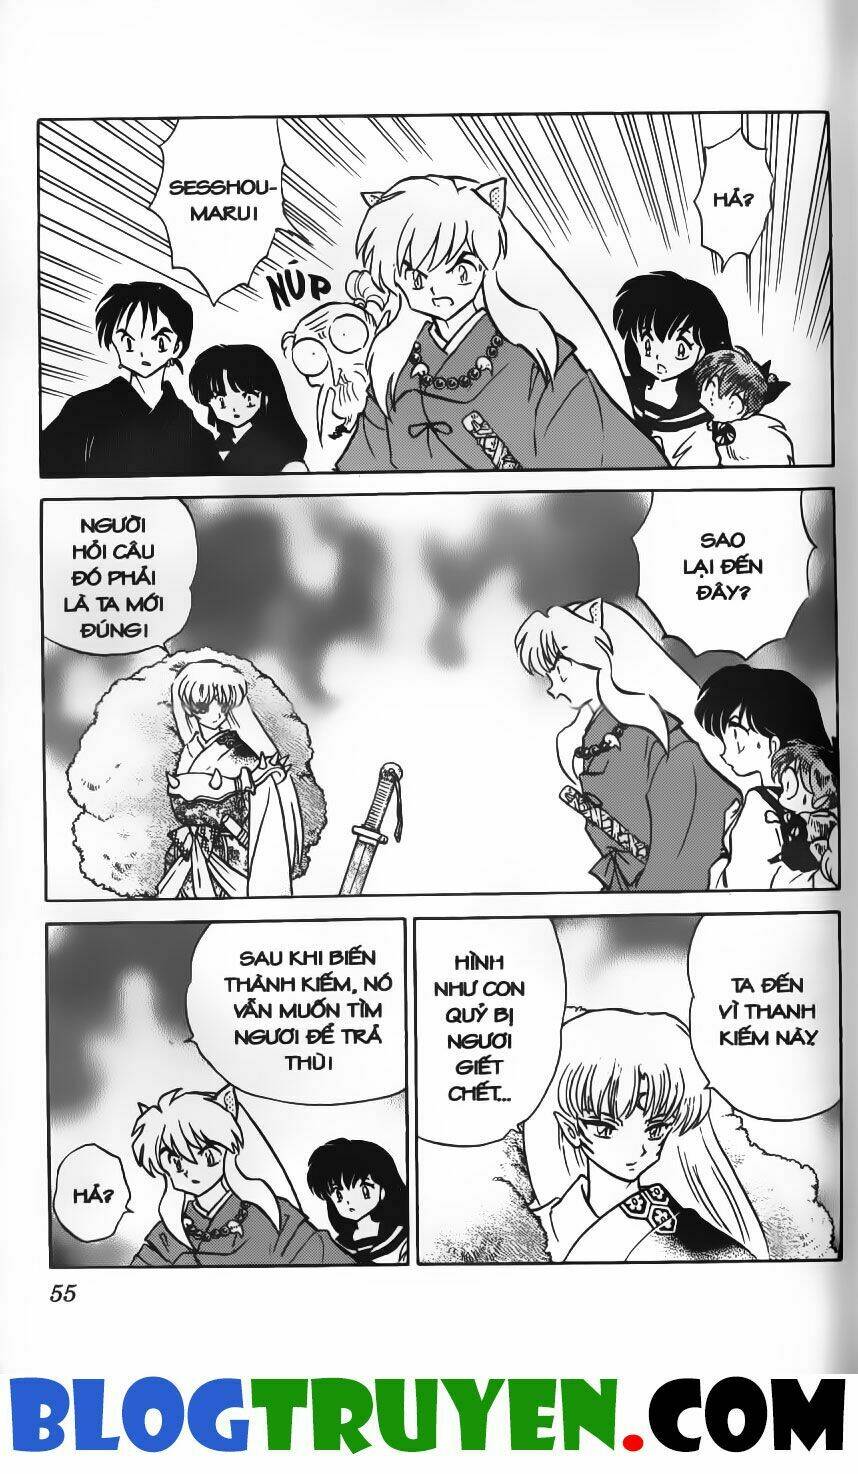 HẢ?
SESSHOU-
MARU!
NÚP
SAO
LẠI ĐẾN
ĐÂY?
NGƯỜI
HỎI CÂU
ĐÓ PHẢI
LÀ TA MỚI
ĐÚNG!
TA ĐẾN
VÌ THANH
KIẾM NÀY.
HÌNH
NHƯ CON
QUỶ BỊ
NGƯƠI
GIẾT
CHẾT...
SAU KHI BIẾN
THÀNH KIẾM, NÓ
VẪN MUỐN TÌM
NGƯƠI ĐỂ TRẢ
THÙ!
HẢ?
55
BLOGTRUYEN.COM